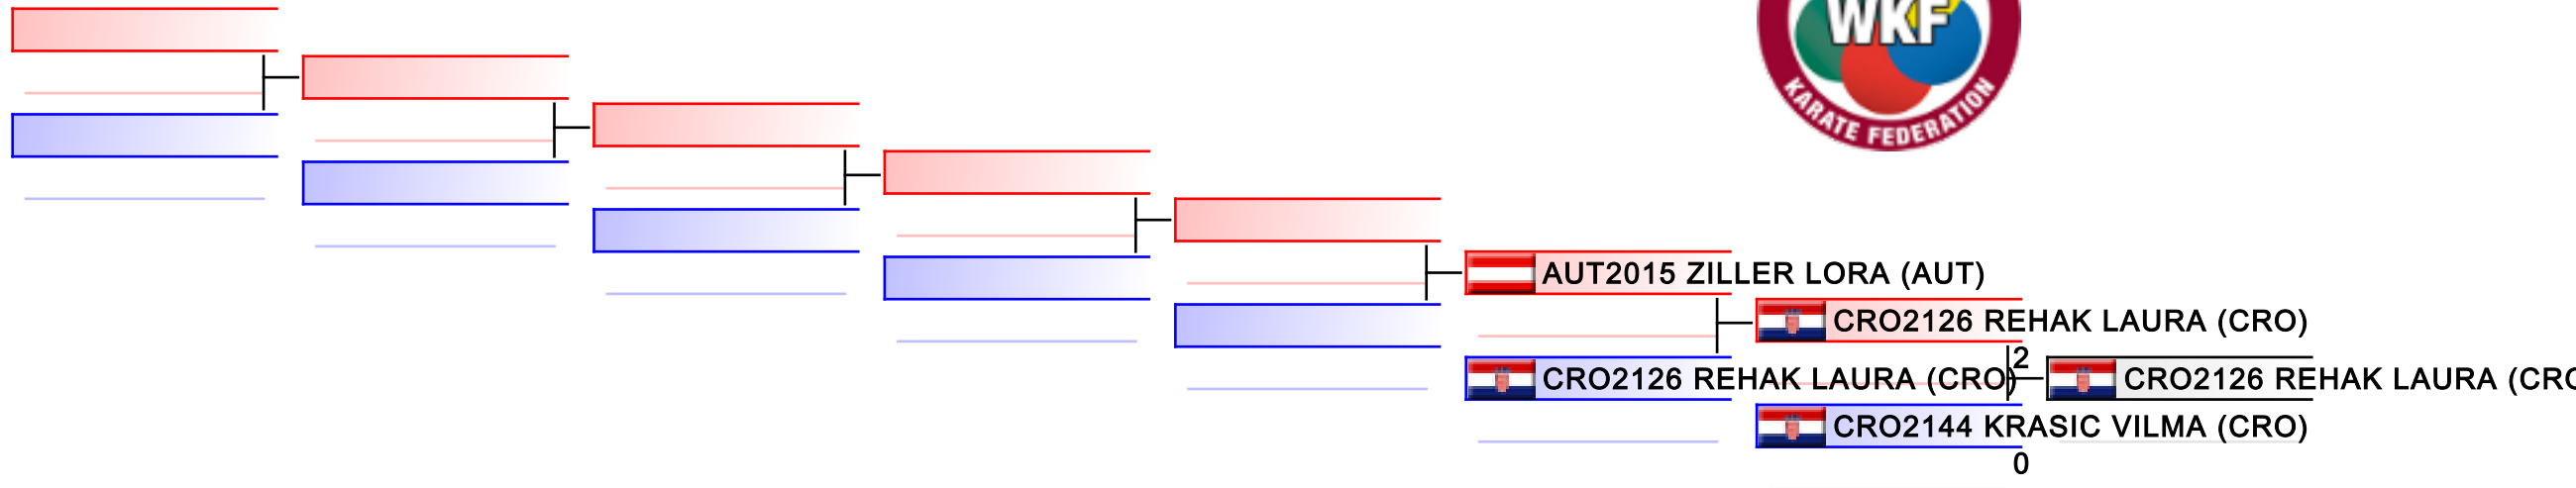 WKF
KARATE FEDERATION
AUT2015 ZILLER LORA (AUT)
CRO2126 REHAK LAURA (CRO)
2
CRO2126 REHAK LAURA (CRO)
CRO2126 REHAK LAURA (CRO
CRO2144 KRASIC VILMA (CRO)
0